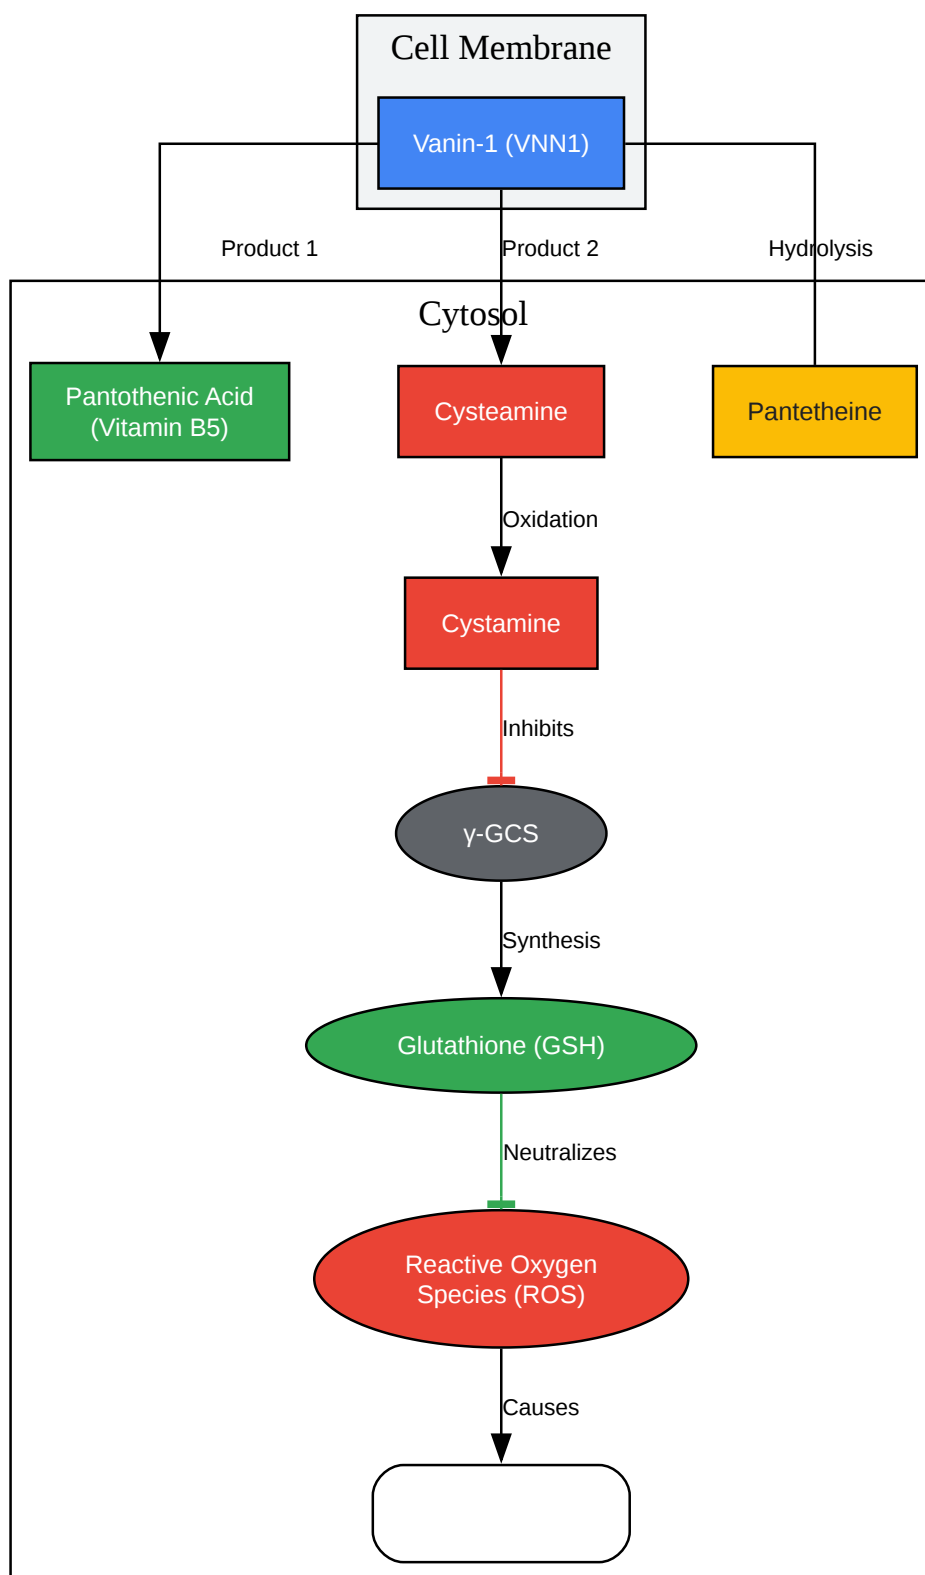 Cell Membrane
Vanin-1 (VNN1)
Product 1
Product 2
Hydrolysis
Cytosol
Pantothenic Acid
(Vitamin B5)
Cysteamine
Pantetheine
Oxidation
Cystamine
Inhibits
γ-GCS
Synthesis
Glutathione (GSH)
Neutralizes
Reactive Oxygen
Species (ROS)
Causes